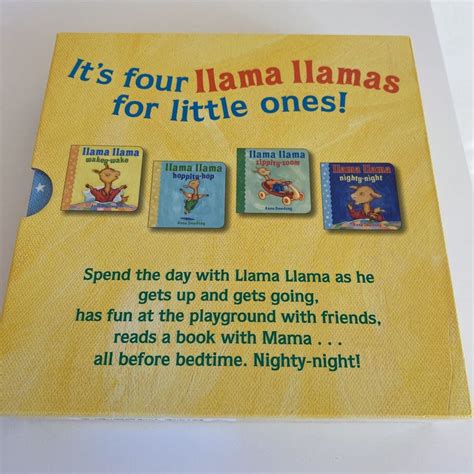 It's four llama llamas
for little ones!
llama llama
wakey-wake
llama llama
hoppity-hop
Anna Dewdney
llama llama
zippity-zoom
Anna Dewdney
llama llama
nighty-night
Anna Dewdney
Spend the day with Llama Llama as he
gets up and gets going,
has fun at the playground with friends,
reads a book with Mama . . .
all before bedtime. Nighty-night!